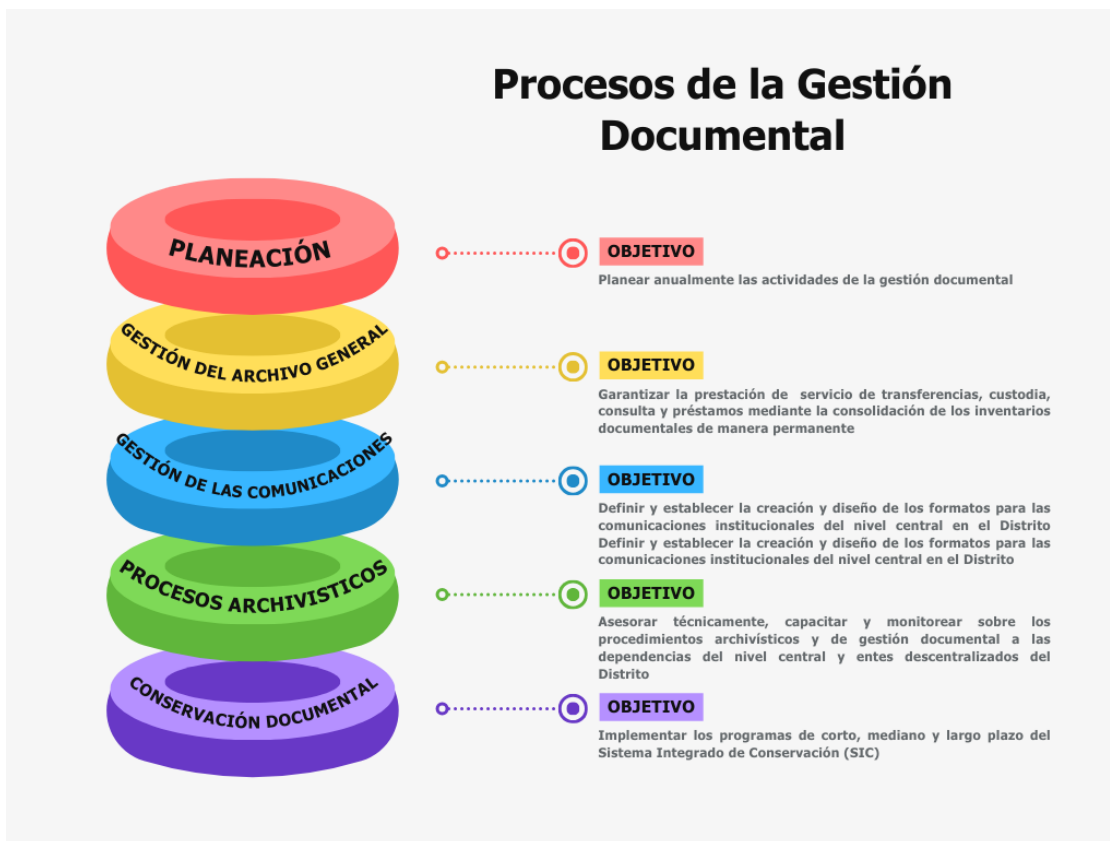 Procesos de la Gestión
Documental
PLANEACIÓN
OBJETIVO
Planear anualmente las actividades de la gestión documental
GESTIÓN DEL ARCHIVO GENERAL
OBJETIVO
Garantizar la prestación de servicio de transferencias, custodia,
consulta y préstamos mediante la consolidación de los inventarios
documentales de manera permanente
GESTIÓN DE LAS COMUNICACIONES
OBJETIVO
Definir y establecer la creación y diseño de los formatos para las
comunicaciones institucionales del nivel central en el Distrito
Definir y establecer la creación y diseño de los formatos para las
comunicaciones institucionales del nivel central en el Distrito
PROCESOS ARCHIVISTICOS
OBJETIVO
Asesorar técnicamente, capacitar y monitorear sobre los
procedimientos archivísticos y de gestión documental a las
dependencias del nivel central y entes descentralizados del
Distrito
CONSERVACIÓN DOCUMENTAL
OBJETIVO
Implementar los programas de corto, mediano y largo plazo del
Sistema Integrado de Conservación (SIC)